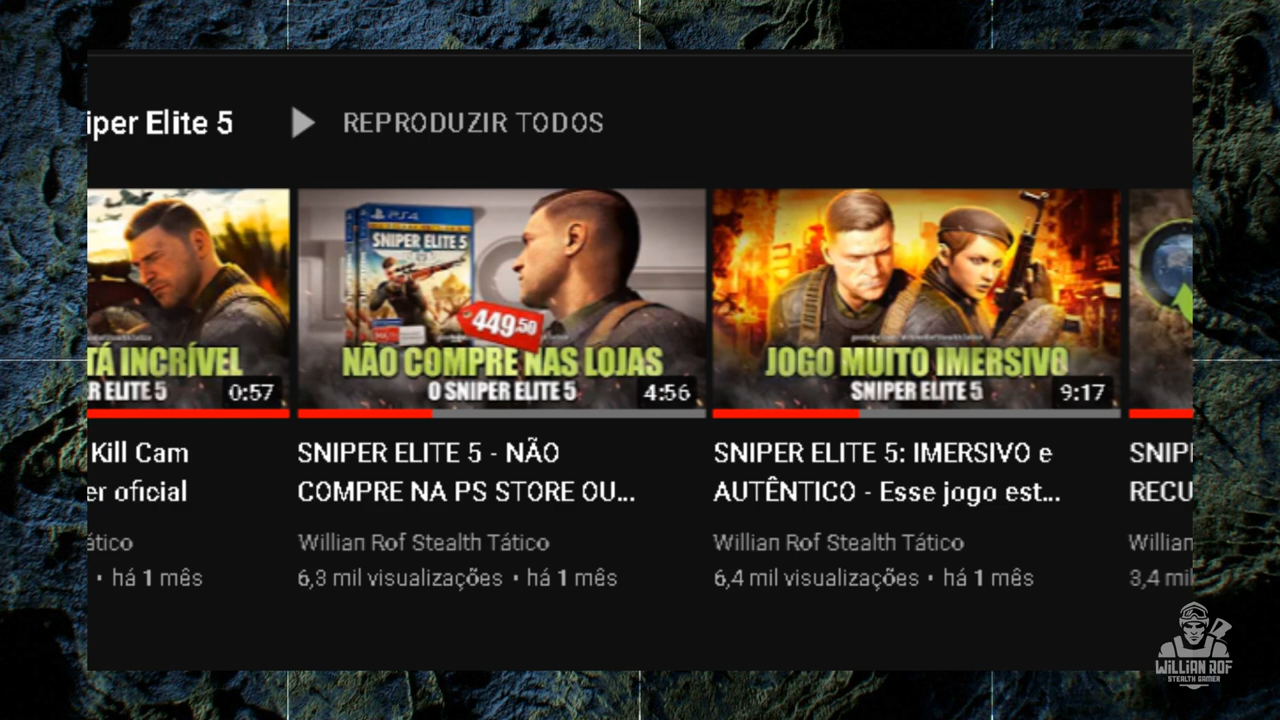 iper Elite 5
REPRODUZIR TODOS
TÁ INCRÍVEL
R ELITE 5
0:57
PS4
SNIPER ELITE 5
449,50
NÃO COMPRE NAS LOJAS
O SNIPER ELITE 5
4:56
JOGO MUITO IMERSIVO
SNIPER ELITE 5
9:17
Kill Cam
er oficial
ático
• há 1 mês
SNIPER ELITE 5 - NÃO
COMPRE NA PS STORE OU...
Willian Rof Stealth Tático
6,3 mil visualizações • há 1 mês
SNIPER ELITE 5: IMERSIVO e
AUTÊNTICO - Esse jogo est...
Willian Rof Stealth Tático
6,4 mil visualizações • há 1 mês
SNIP
RECU
Willian
3,4 mil
WILLIAN ROF
STEALTH GAMER